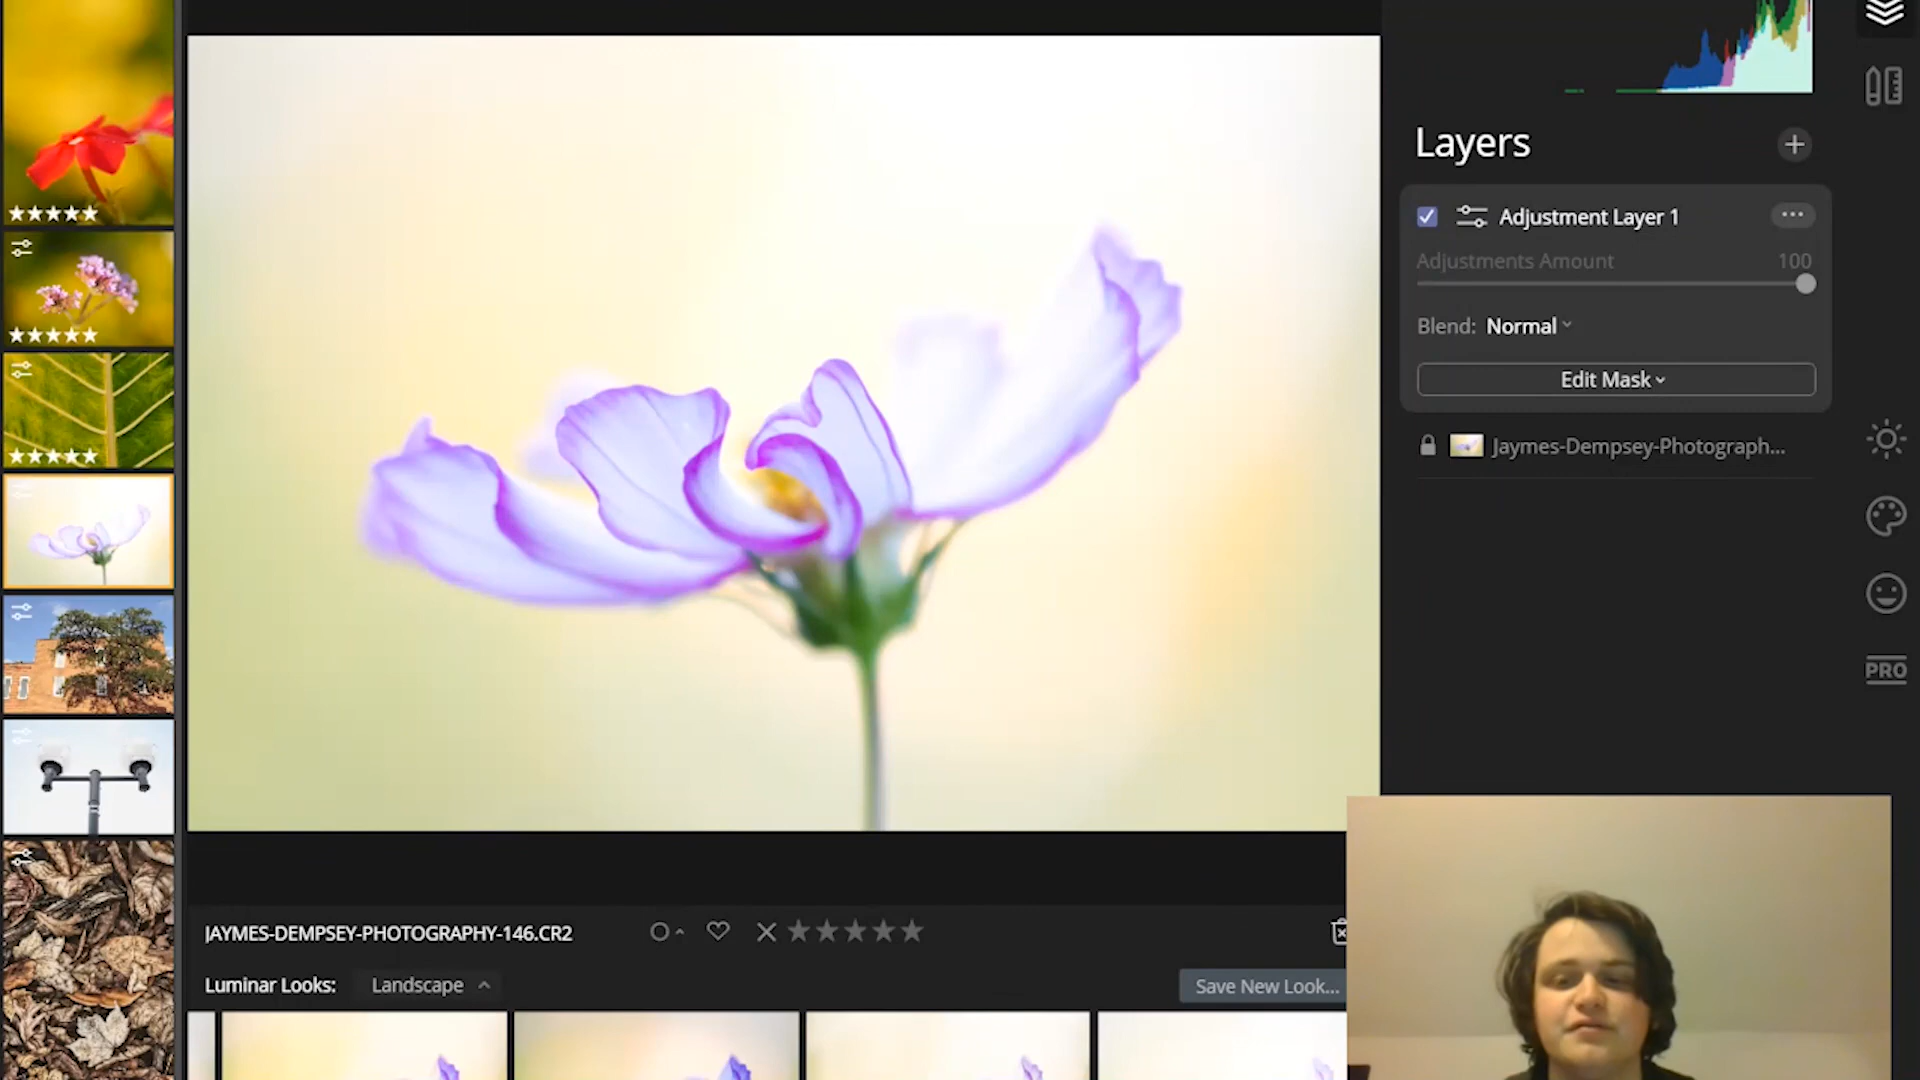 Layers
Adjustment Layer 1
Adjustments Amount 100
Blend: Normal
Edit Mask
Jaymes-Dempsey-Photograph...
PRO
JAYMES-DEMPSEY-PHOTOGRAPHY-146.CR2
Luminar Looks: Landscape
Save New Look...